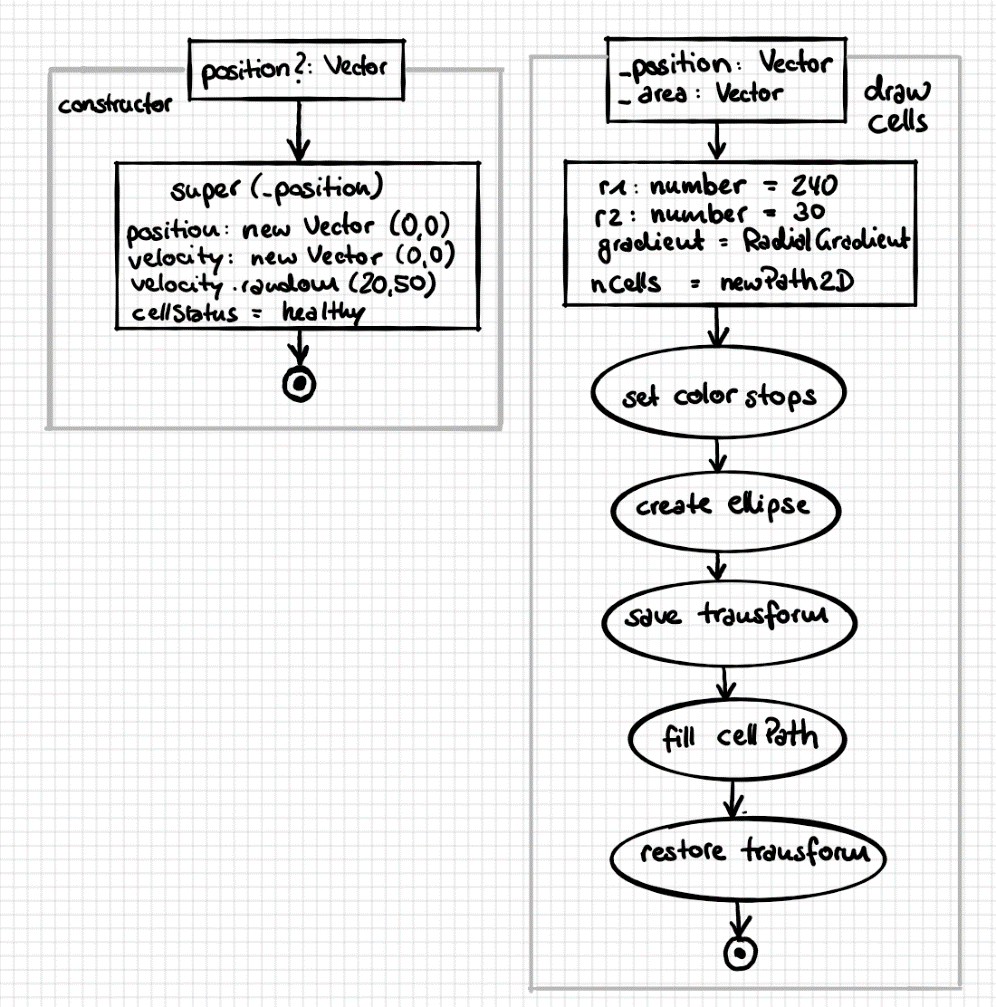 position?: Vector
constructor
super (_position)
position: new Vector (0,0)
velocity: new Vector (0,0)
velocity.random (20,50)
cellStatus = healthy
_position: Vector
_area: Vector
draw
cells
r1: number = 240
r2: number = 30
gradient = RadialGradient
nCells = newPath2D
set color stops
create ellipse
save transform
fill cellPath
restore transform